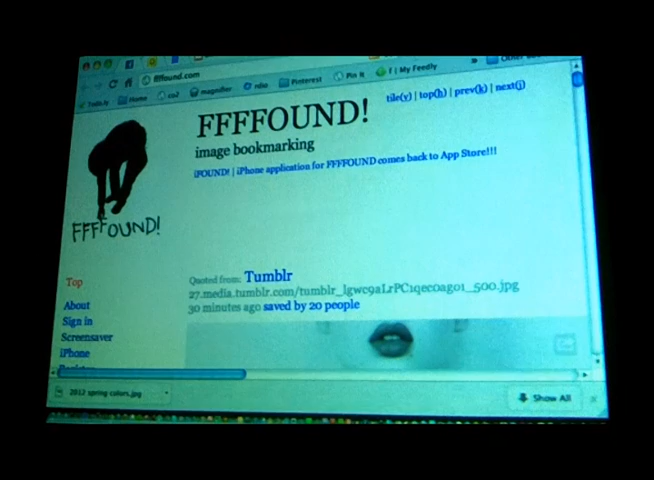 ffffound.com
Home
co2
magnifier
Pinterest
Pin It
My Feedly
tile(v) | top(h) | prev(k) | next(j)
FFFFOUND!
image bookmarking
iFOUND! | iPhone application for FFFFOUND comes back to App Store!!!
FFFFOUND!
Quoted from: Tumblr
27.media.tumblr.com/tumblr_lgwc9aLrPC1qec0ag01_500.jpg
30 minutes ago saved by 20 people
Top
About
Sign in
Screensaver
iPhone
2012 spring colors.jpg
Show All